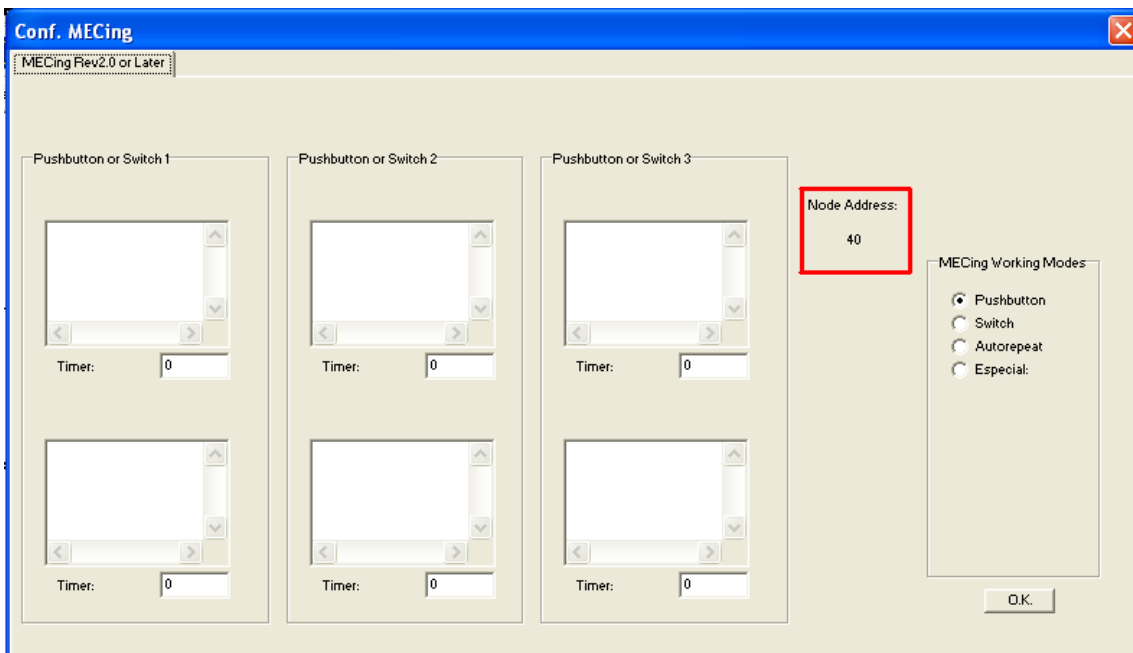 Conf. MECing
MECing Rev2.0 or Later
Pushbutton or Switch 1
Timer: 0
Timer: 0
Pushbutton or Switch 2
Timer: 0
Timer: 0
Pushbutton or Switch 3
Timer: 0
Timer: 0
Node Address:
40
MECing Working Modes
Pushbutton
Switch
Autorepeat
Especial:
O.K.